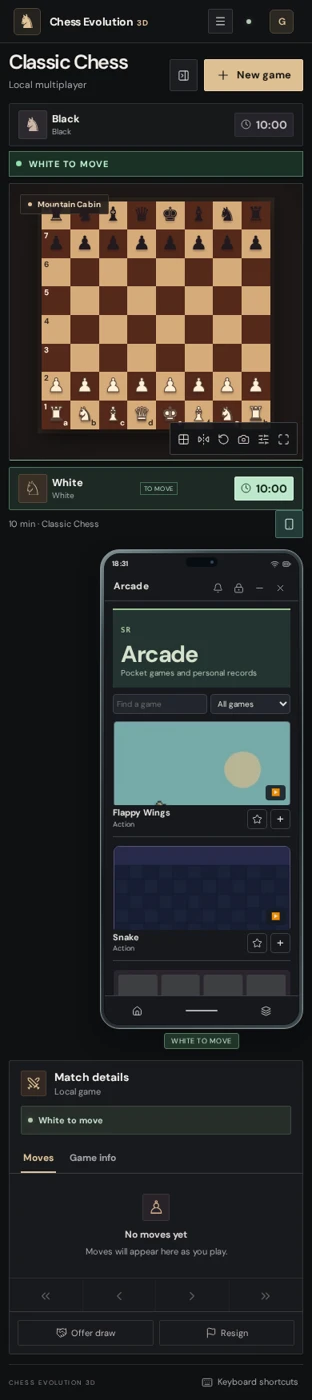 Chess Evolution 3D
G
Classic Chess
Local multiplayer
+ New game
Black
Black
10:00
WHITE TO MOVE
Mountain Cabin
7
6
5
4
3
2
1
a b c d
White
White
TO MOVE
10:00
10 min · Classic Chess
18:31
Arcade
SR
Arcade
Pocket games and personal records
Find a game
All games
Flappy Wings
Action
Snake
Action
WHITE TO MOVE
Match details
Local game
White to move
Moves Game info
No moves yet
Moves will appear here as you play.
Offer draw
Resign
CHESS EVOLUTION 3D
Keyboard shortcuts